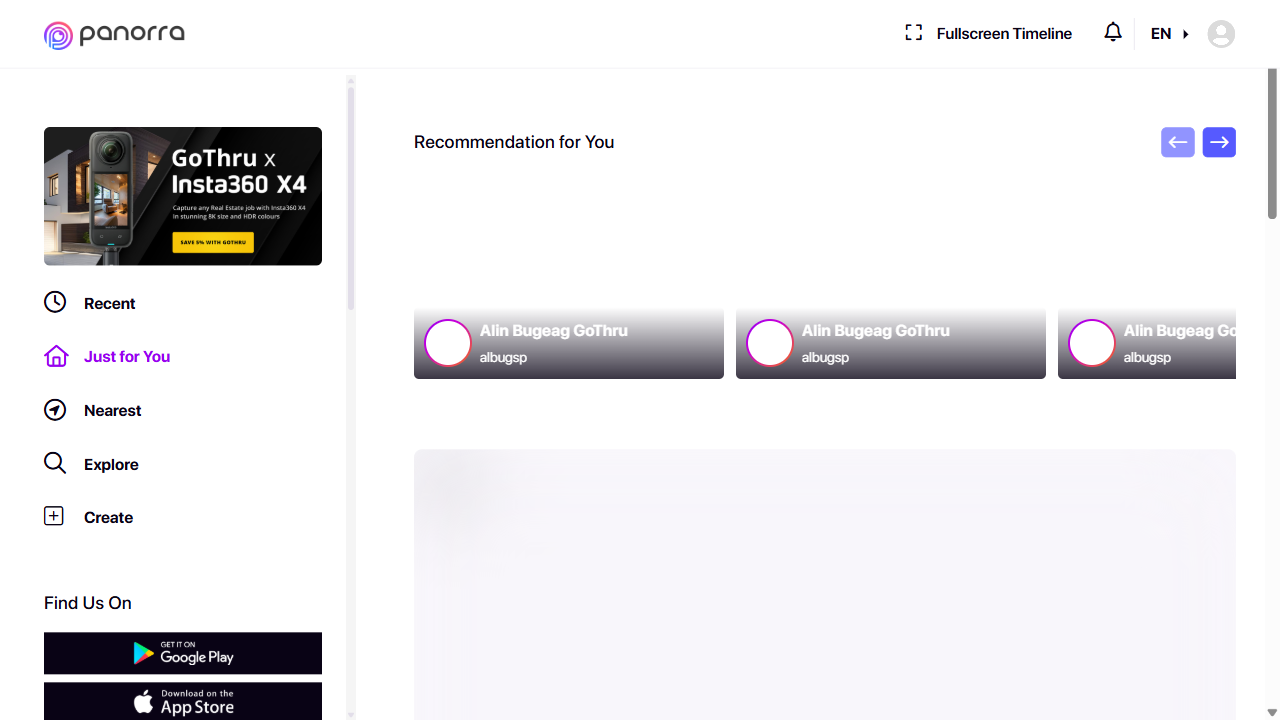 panorra
Fullscreen Timeline
EN
GoThru x
Insta360 X4
Capture any Real Estate job with Insta360 X4
in stunning 8K size and HDR colours
SAVE 5% WITH GOTHRU
Recent
Just for You
Nearest
Explore
Create
Find Us On
GET IT ON
Google Play
Download on the
App Store
Recommendation for You
Alin Bugeag GoThru
albugsp
Alin Bugeag GoThru
albugsp
Alin Bugeag Go
albugsp